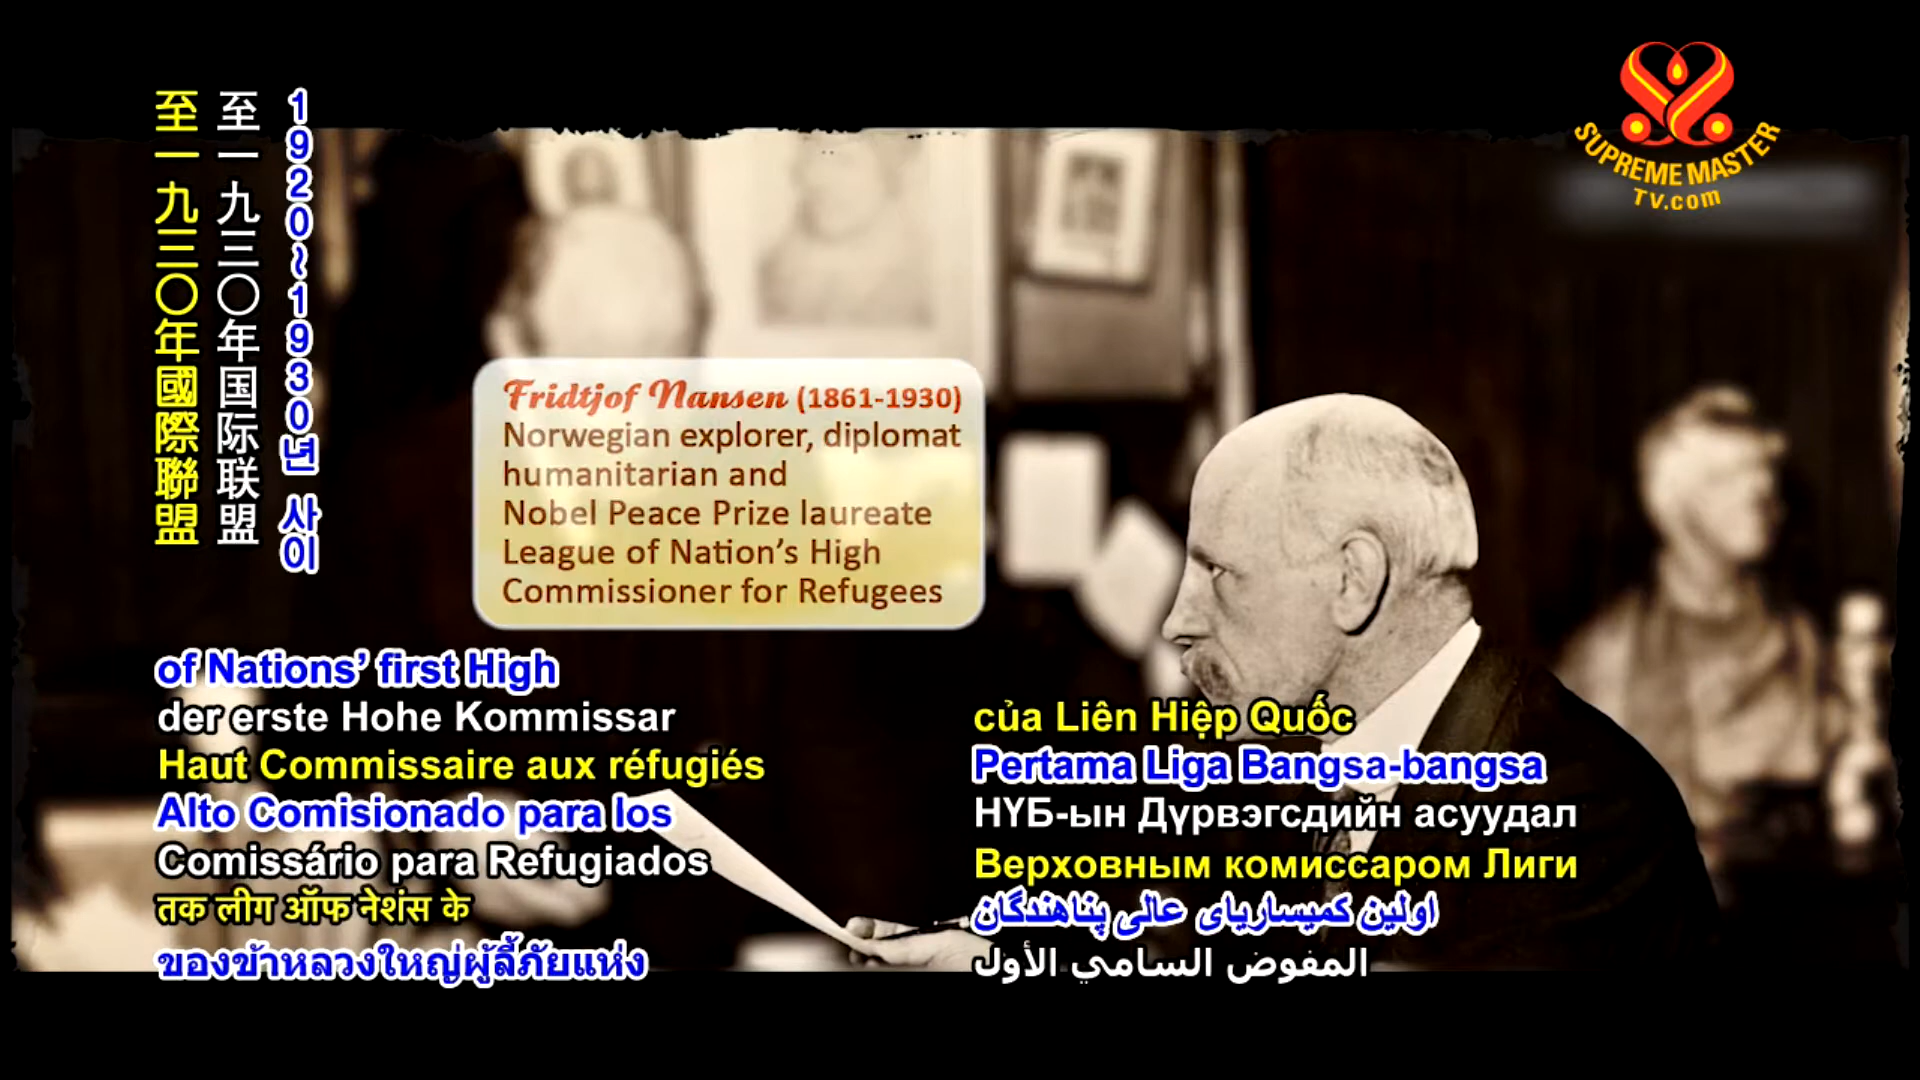 至一九三〇年國際聯盟
至一九三〇年国际联盟
1920~1930년 사이
SUPREME MASTER
TV.com
Fridtjof Nansen (1861-1930)
Norwegian explorer, diplomat
humanitarian and
Nobel Peace Prize laureate
League of Nation's High
Commissioner for Refugees
of Nations' first High
der erste Hohe Kommissar
Haut Commissaire aux réfugiés
Alto Comisionado para los
Comissário para Refugiados
तक लीग ऑफ नेशंस के
ของข้าหลวงใหญ่ผู้ลี้ภัยแห่ง
của Liên Hiệp Quốc
Pertama Liga Bangsa-bangsa
НҮБ-ын Дүрвэгсдийн асуудал
Верховным комиссаром Лиги
اولین کمیساریای عالی پناهندگان
المفوض السامي الأول